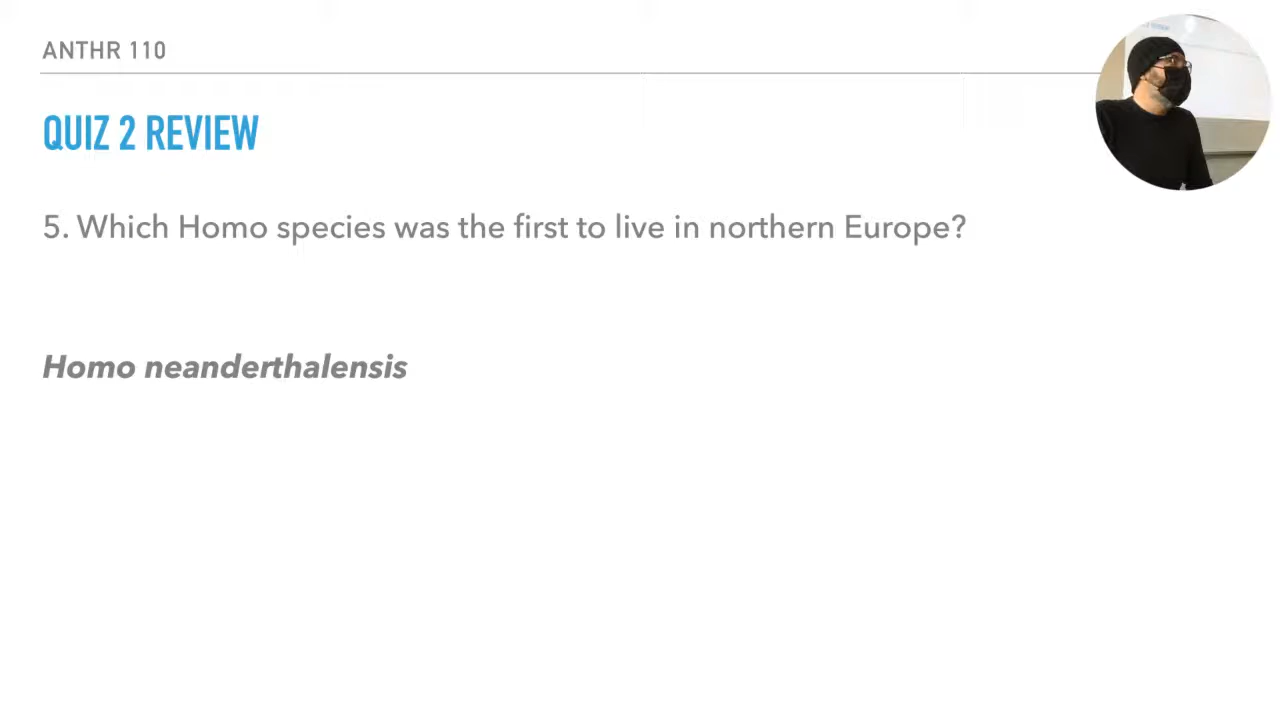 ANTHR 110
QUIZ 2 REVIEW
5. Which Homo species was the first to live in northern Europe?
Homo neanderthalensis